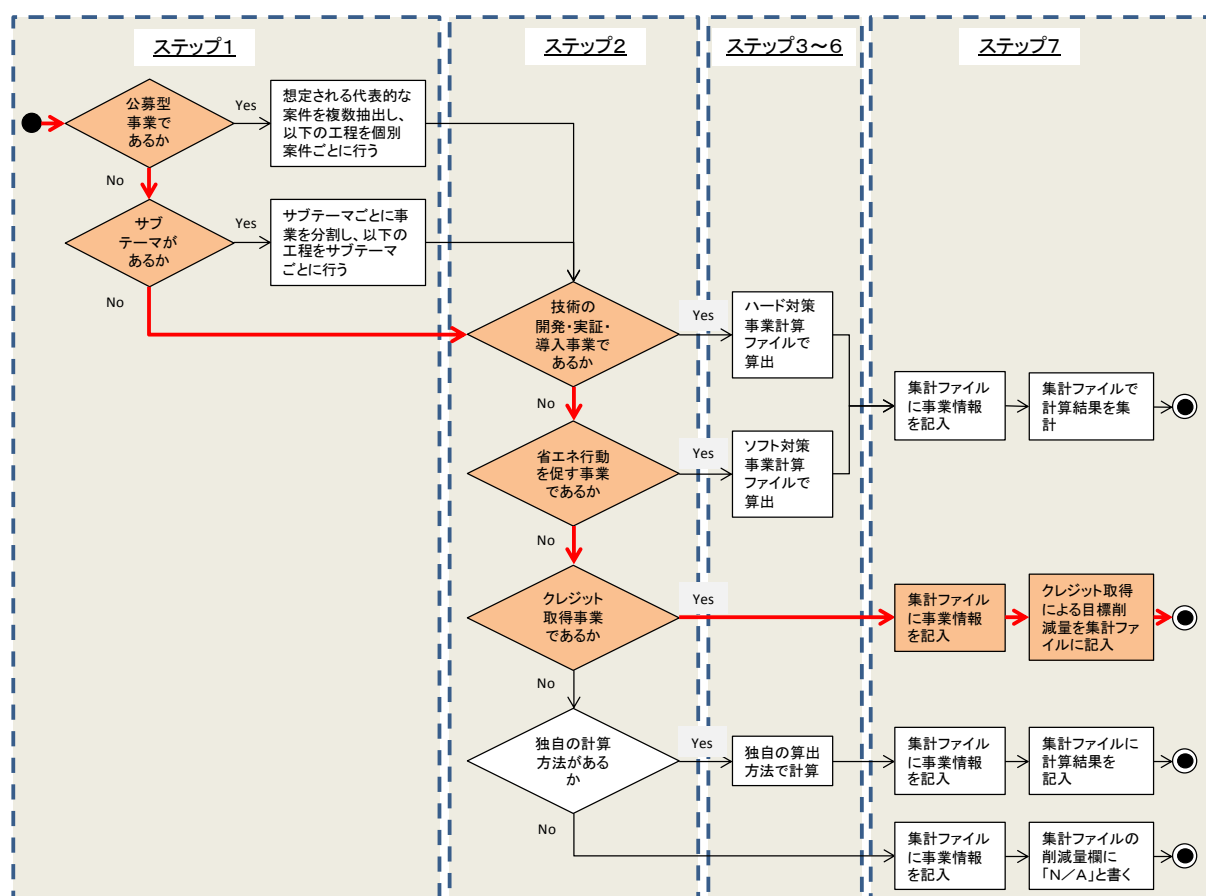 ステップ1
ステップ2
ステップ3～6
ステップ7
公募型
事業で
あるか
Yes
想定される代表的な
案件を複数抽出し、
以下の工程を個別
案件ごとに行う
No
サブ
テーマが
あるか
Yes
サブテーマごとに事
業を分割し、以下の
工程をサブテーマ
ごとに行う
No
技術の
開発・実証・
導入事業で
あるか
Yes
ハード対策
事業計算
ファイルで
算出
No
集計ファイル
に事業情報
を記入
集計ファイルで
計算結果を集
計
省エネ行動
を促す事業
であるか
Yes
ソフト対策
事業計算
ファイルで
算出
No
クレジット
取得事業
であるか
Yes
集計ファイル
に事業情報
を記入
クレジット取得
による目標削
減量を集計ファ
イルに記入
No
独自の計算
方法がある
か
Yes
独自の算出
方法で計算
集計ファイル
に事業情報
を記入
集計ファイルに
計算結果を
記入
No
集計ファイル
に事業情報
を記入
集計ファイルの
削減量欄に
「N／A」と書く